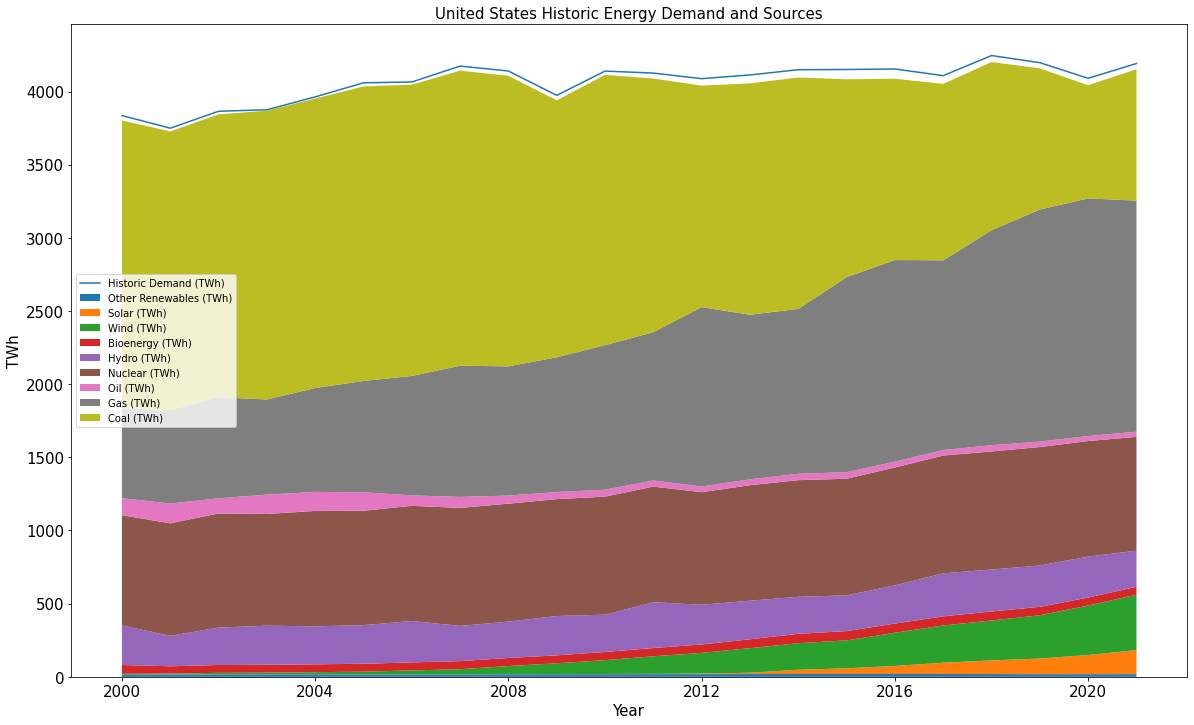 United States Historic Energy Demand and Sources
TWh
4000
3500
3000
2500
2000
1500
1000
500
0
Historic Demand (TWh)
Other Renewables (TWh)
Solar (TWh)
Wind (TWh)
Bioenergy (TWh)
Hydro (TWh)
Nuclear (TWh)
Oil (TWh)
Gas (TWh)
Coal (TWh)
2000 2004 2008 2012 2016 2020
Year